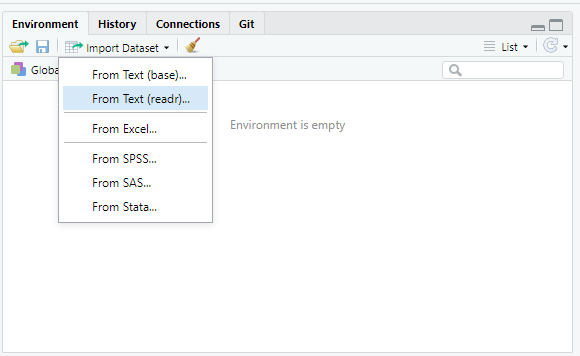 Environment History Connections Git
Import Dataset List
Globa
From Text (base)...
From Text (readr)...
From Excel...
From SPSS...
From SAS...
From Stata...
Environment is empty